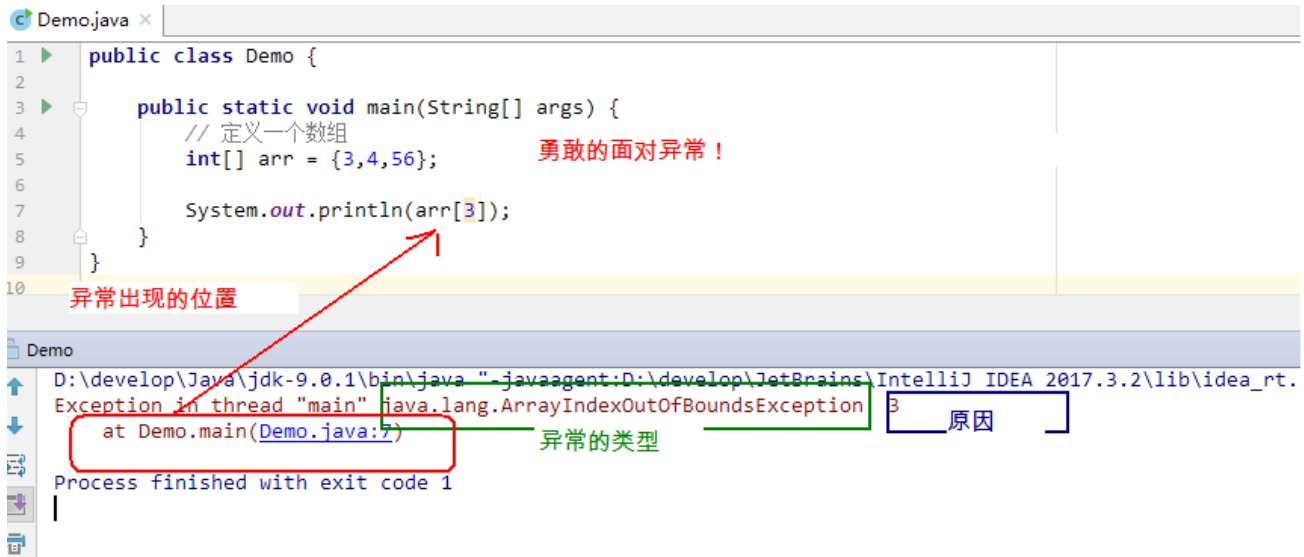 Demo.java
1 public class Demo {
2
3 public static void main(String[] args) {
4 // 定义一个数组
5 int[] arr = {3,4,56};
勇敢的面对异常！
6
7 System.out.println(arr[3]);
8 }
9 }
10
异常出现的位置
Demo
D:\develop\Java\jdk-9.0.1\bin\java "-javaagent:D:\develop\JetBrains\IntelliJ IDEA 2017.3.2\lib\idea_rt.
Exception in thread "main" java.lang.ArrayIndexOutOfBoundsException 3
原因
at Demo.main(Demo.java:7)
异常的类型
Process finished with exit code 1